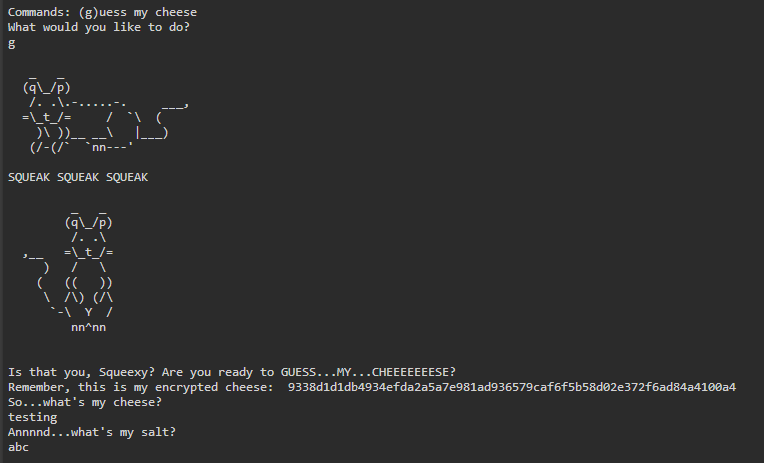 Commands: (g)uess my cheese
What would you like to do?
g
   _   _
  (q\_/p)
   /. .\.-.....-.     ___,
  =\_t_/=     /  `\  (
    )\ ))__ __\   |___)
   (/-(/`  `nn---'
SQUEAK SQUEAK SQUEAK
         _   _
        (q\_/p)
         /. .\
  ,__   =\_t_/=
     )   /   \
    (   ((   ))
     \  /\) (/\
      `-\  Y  /
         nn^nn
Is that you, Squeexy? Are you ready to GUESS...MY...CHEEEEEEESE?
Remember, this is my encrypted cheese:  9338d1d1db4934efda2a5a7e981ad936579caf6f5b58d02e372f6ad84a4100a4
So...what's my cheese?
testing
Annnnd...what's my salt?
abc